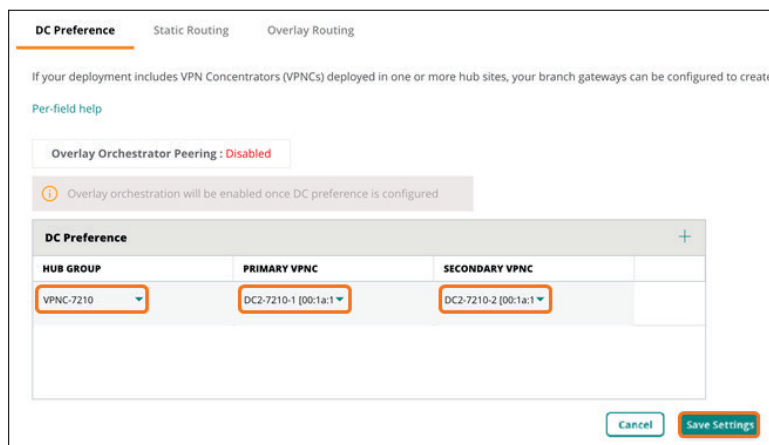 DC Preference Static Routing Overlay Routing
If your deployment includes VPN Concentrators (VPNCs) deployed in one or more hub sites, your branch gateways can be configured to create
Per-field help
Overlay Orchestrator Peering : Disabled
Overlay orchestration will be enabled once DC preference is configured
DC Preference
HUB GROUP PRIMARY VPNC SECONDARY VPNC
VPNC-7210 DC2-7210-1 [00:1a:1 DC2-7210-2 [00:1a:1
Cancel Save Settings